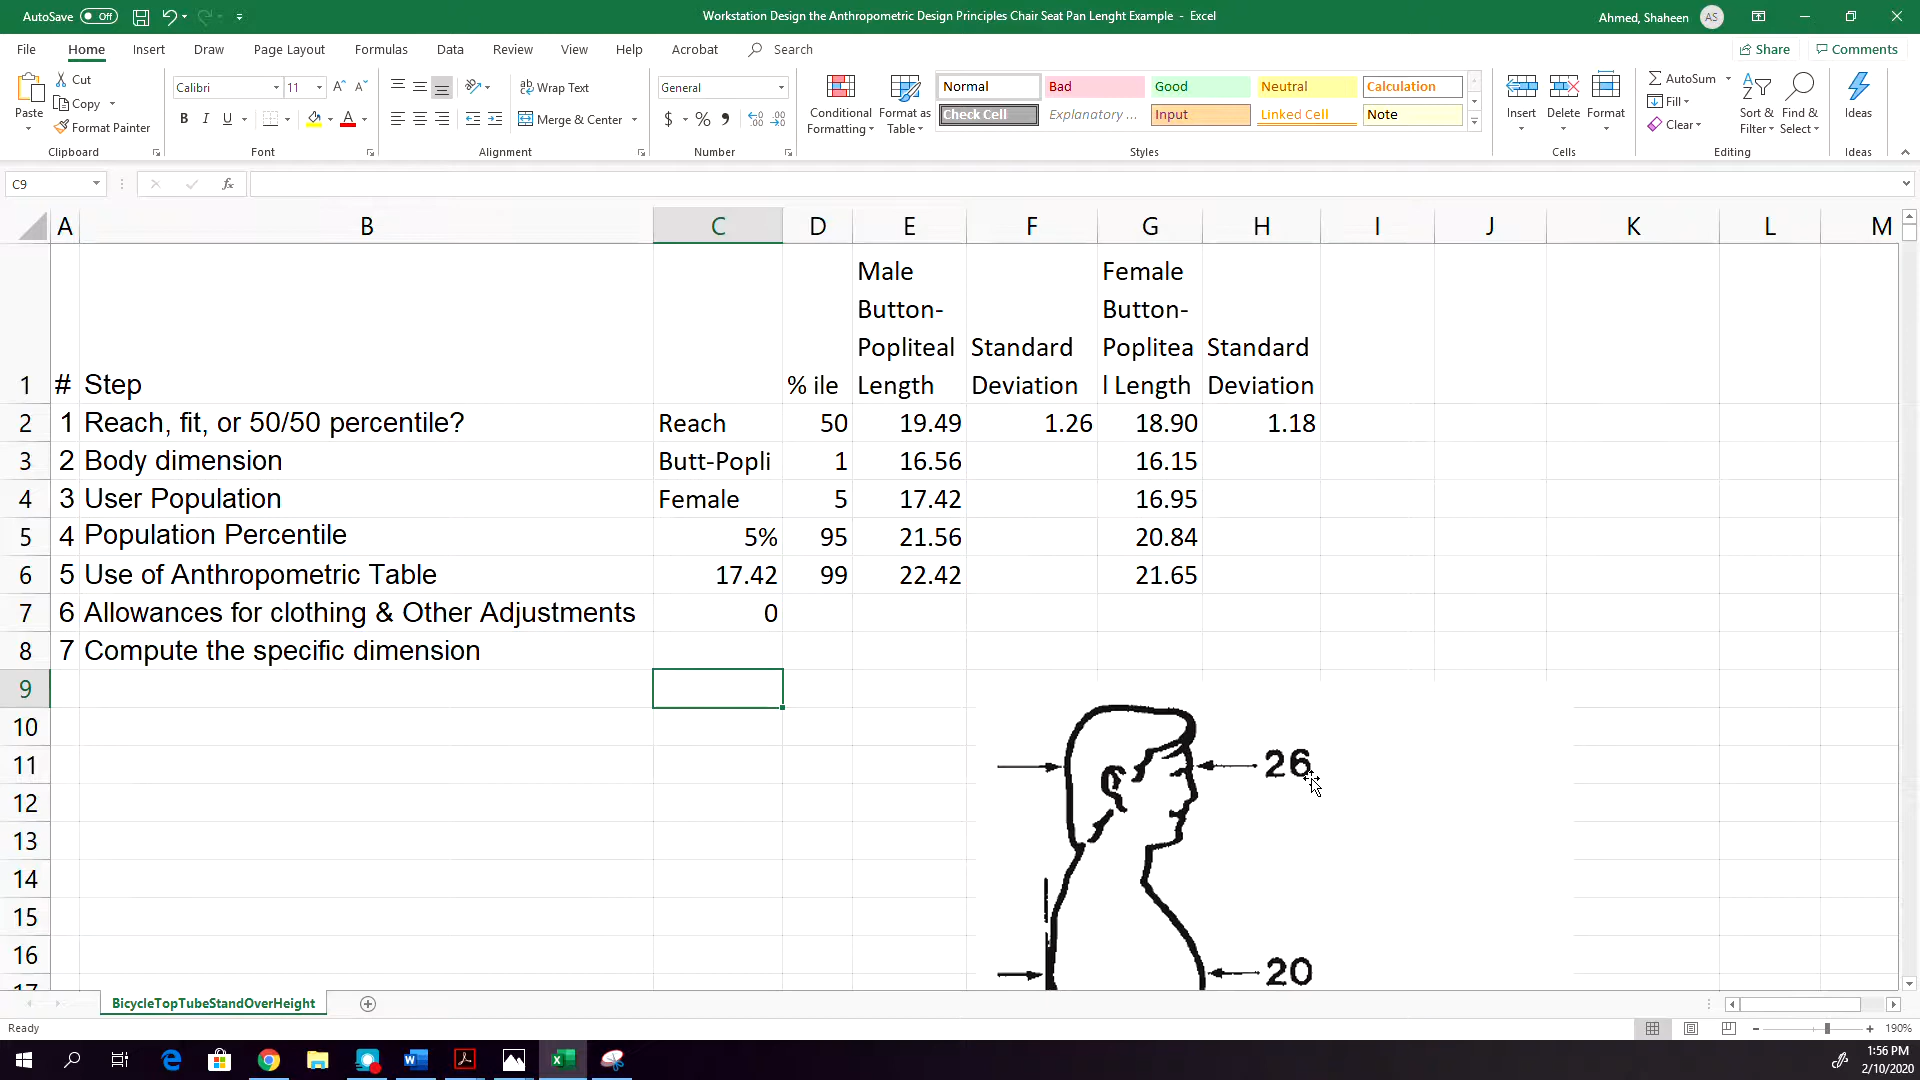 AutoSave Off
Workstation Design the Anthropometric Design Principles Chair Seat Pan Lenght Example - Excel
Ahmed, Shaheen AS
File Home Insert Draw Page Layout Formulas Data Review View Help Acrobat Search
Share Comments
Paste
Cut
Copy
Format Painter
Clipboard
Calibri 11
B I U
Font
Wrap Text
Merge & Center
Alignment
General
$ % ,
Number
Conditional Formatting
Format as Table
Normal Bad Good Neutral Calculation
Check Cell Explanatory ... Input Linked Cell Note
Styles
Insert Delete Format
Cells
AutoSum
Fill
Clear
Sort & Filter
Find & Select
Editing
Ideas
Ideas
C9 fx
A B C D E F G H I J K L M
1 # Step % ile Male Button-Popliteal Length Standard Deviation Female Button-Popliteal Length Standard Deviation
2 1 Reach, fit, or 50/50 percentile? Reach 50 19.49 1.26 18.90 1.18
3 2 Body dimension Butt-Popli 1 16.56 16.15
4 3 User Population Female 5 17.42 16.95
5 4 Population Percentile 5% 95 21.56 20.84
6 5 Use of Anthropometric Table 17.42 99 22.42 21.65
7 6 Allowances for clothing & Other Adjustments 0
8 7 Compute the specific dimension
9
10
11 26
12
13
14
15
16 20
17
BicycleTopTubeStandOverHeight
Ready
190%
1:56 PM
2/10/2020